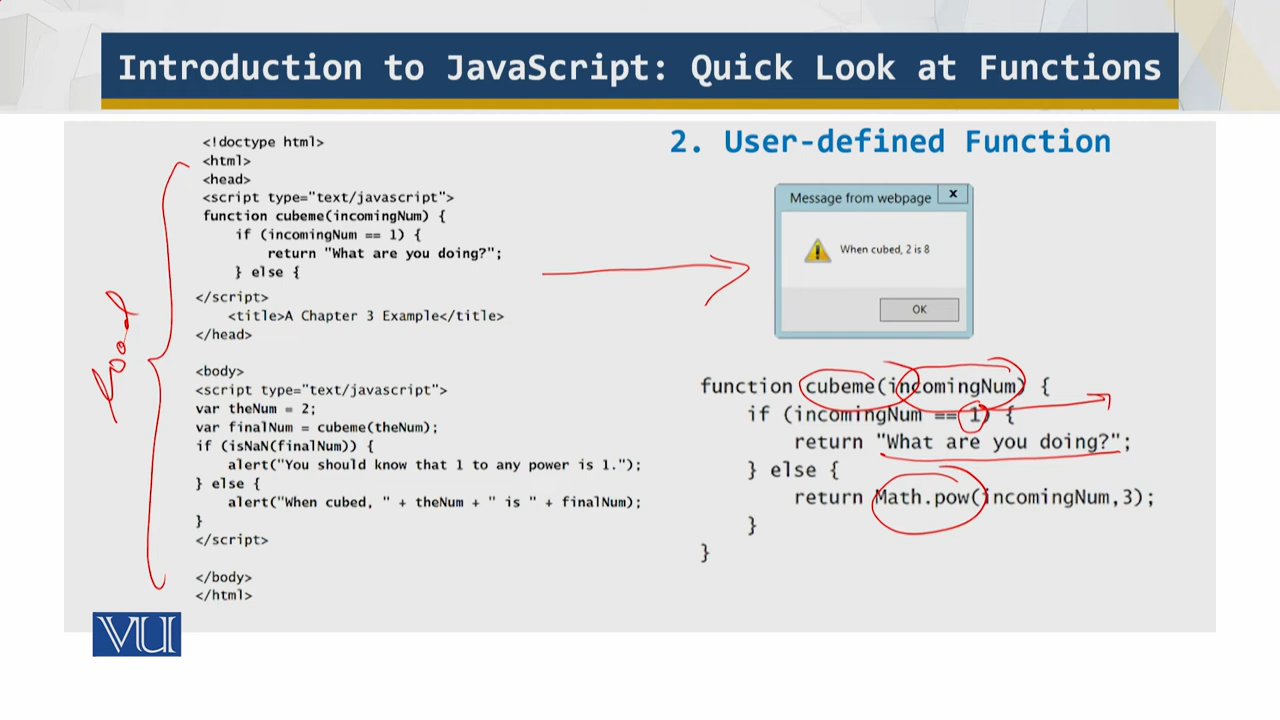 Introduction to JavaScript: Quick Look at Functions
<!doctype html>
<html>
<head>
<script type="text/javascript">
function cubeme(incomingNum) {
if (incomingNum == 1) {
return "What are you doing?";
} else {
</script>
<title>A Chapter 3 Example</title>
</head>
<body>
<script type="text/javascript">
var theNum = 2;
var finalNum = cubeme(theNum);
if (isNaN(finalNum)) {
alert("You should know that 1 to any power is 1.");
} else {
alert("When cubed, " + theNum + " is " + finalNum);
}
</script>
</body>
</html>
2. User-defined Function
Message from webpage x
When cubed, 2 is 8
OK
function cubeme(incomingNum) {
if (incomingNum == 1) {
return "What are you doing?";
} else {
return Math.pow(incomingNum,3);
}
}
VU